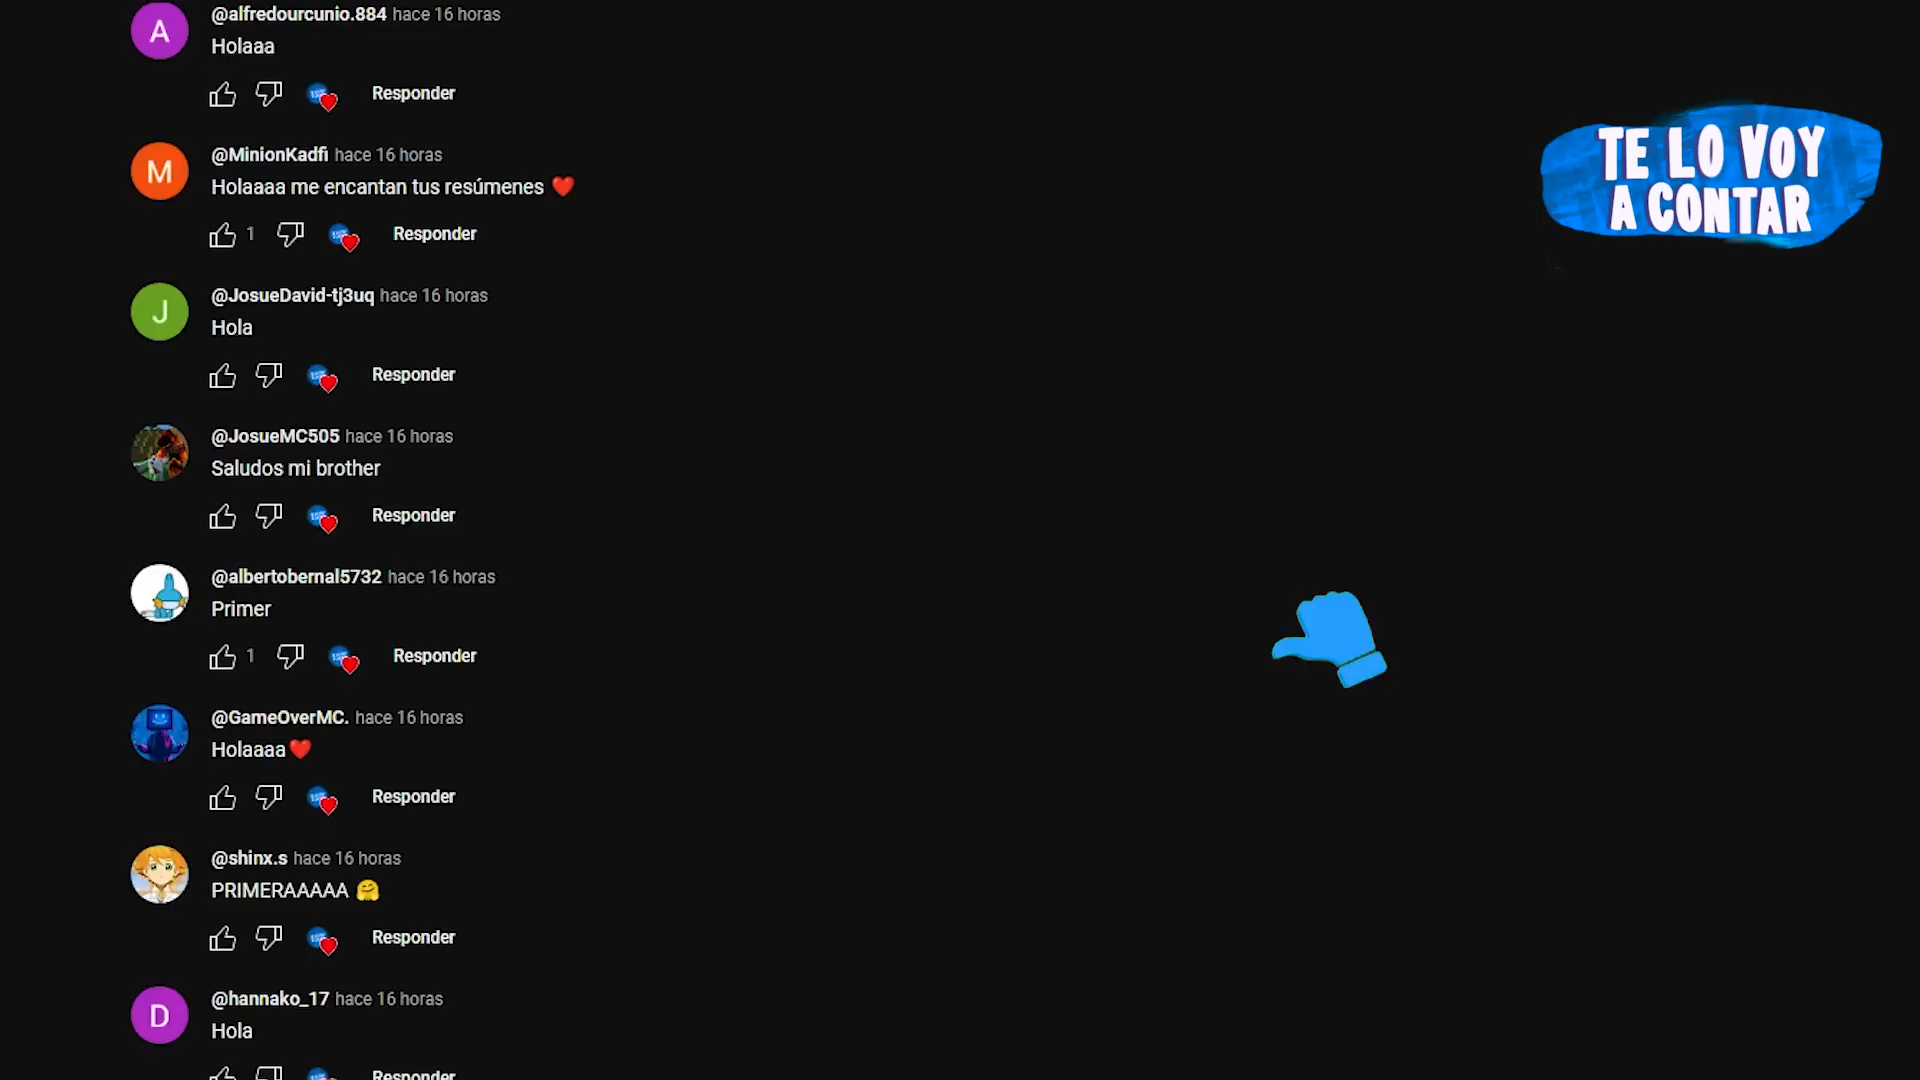 @alfredourcunio.884 hace 16 horas
Holaaa
Responder
TE LO VOY
A CONTAR
@MinionKadfi hace 16 horas
Holaaaa me encantan tus resúmenes ❤️
1 Responder
@JosueDavid-tj3uq hace 16 horas
Hola
Responder
@JosueMC505 hace 16 horas
Saludos mi brother
Responder
@albertobernal5732 hace 16 horas
Primer
1 Responder
@GameOverMC. hace 16 horas
Holaaaa❤️
Responder
@shinx.s hace 16 horas
PRIMERAAAAA 🤗
Responder
@hannako_17 hace 16 horas
Hola
Responder
A
M
J
D